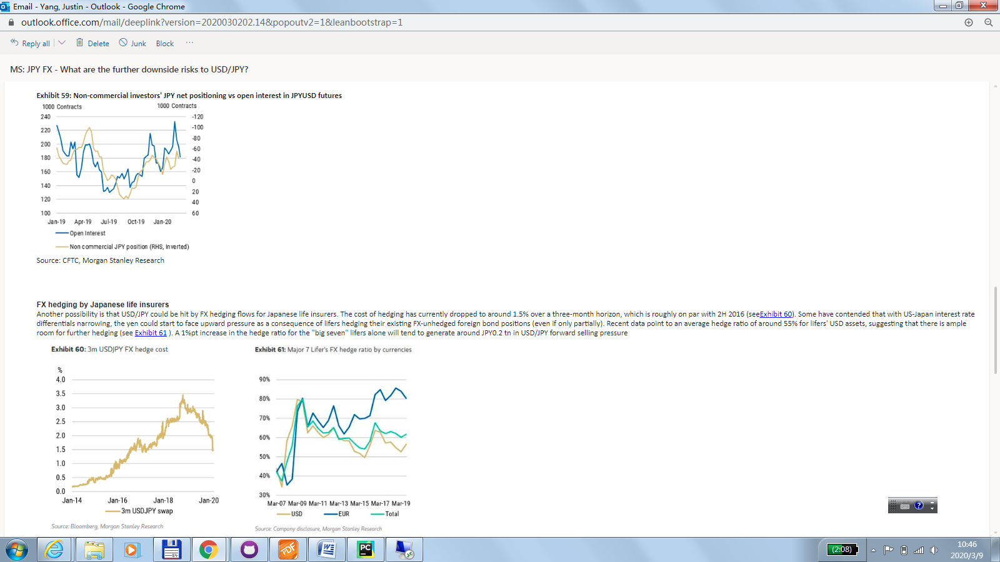 Email - Yang, Justin - Outlook - Google Chrome
outlook.office.com/mail/deeplink?version=2020030202.14&popoutv2=1&leanbootstrap=1
Reply all Delete Junk Block ...
MS: JPY FX - What are the further downside risks to USD/JPY?
Exhibit 59: Non-commercial investors' JPY net positioning vs open interest in JPYUSD futures
1000 Contracts 1000 Contracts
240 -120
220 -100
-80
200 -60
180 -40
160 -20
140 0
120 20
40
100 60
Jan-19 Apr-19 Jul-19 Oct-19 Jan-20
Open Interest
Non commercial JPY position (RHS, Inverted)
Source: CFTC, Morgan Stanley Research
FX hedging by Japanese life insurers
Another possibility is that USD/JPY could be hit by FX hedging flows for Japanese life insurers. The cost of hedging has currently dropped to around 1.5% over a three-month horizon, which is roughly on par with 2H 2016 (seeExhibit 60). Some have contended that with US-Japan interest rate
differentials narrowing, the yen could start to face upward pressure as a consequence of lifers hedging their existing FX-unhedged foreign bond positions (even if only partially). Recent data point to an average hedge ratio of around 55% for lifers' USD assets, suggesting that there is ample
room for further hedging (see Exhibit 61 ). A 1%pt increase in the hedge ratio for the "big seven" lifers alone will tend to generate around JPY0.2 tn in USD/JPY forward selling pressure
Exhibit 60: 3m USDJPY FX hedge cost
%
4.0
3.5
3.0
2.5
2.0
1.5
1.0
0.5
0.0
Jan-14 Jan-16 Jan-18 Jan-20
3m USDJPY swap
Source: Bloomberg, Morgan Stanley Research
Exhibit 61: Major 7 Lifer's FX hedge ratio by currencies
90%
80%
70%
60%
50%
40%
30%
Mar-07 Mar-09 Mar-11 Mar-13 Mar-15 Mar-17 Mar-19
USD EUR Total
Source: Company disclosure, Morgan Stanley Research
64
PDF
W
PC
(2:08)
10:46
2020/3/9